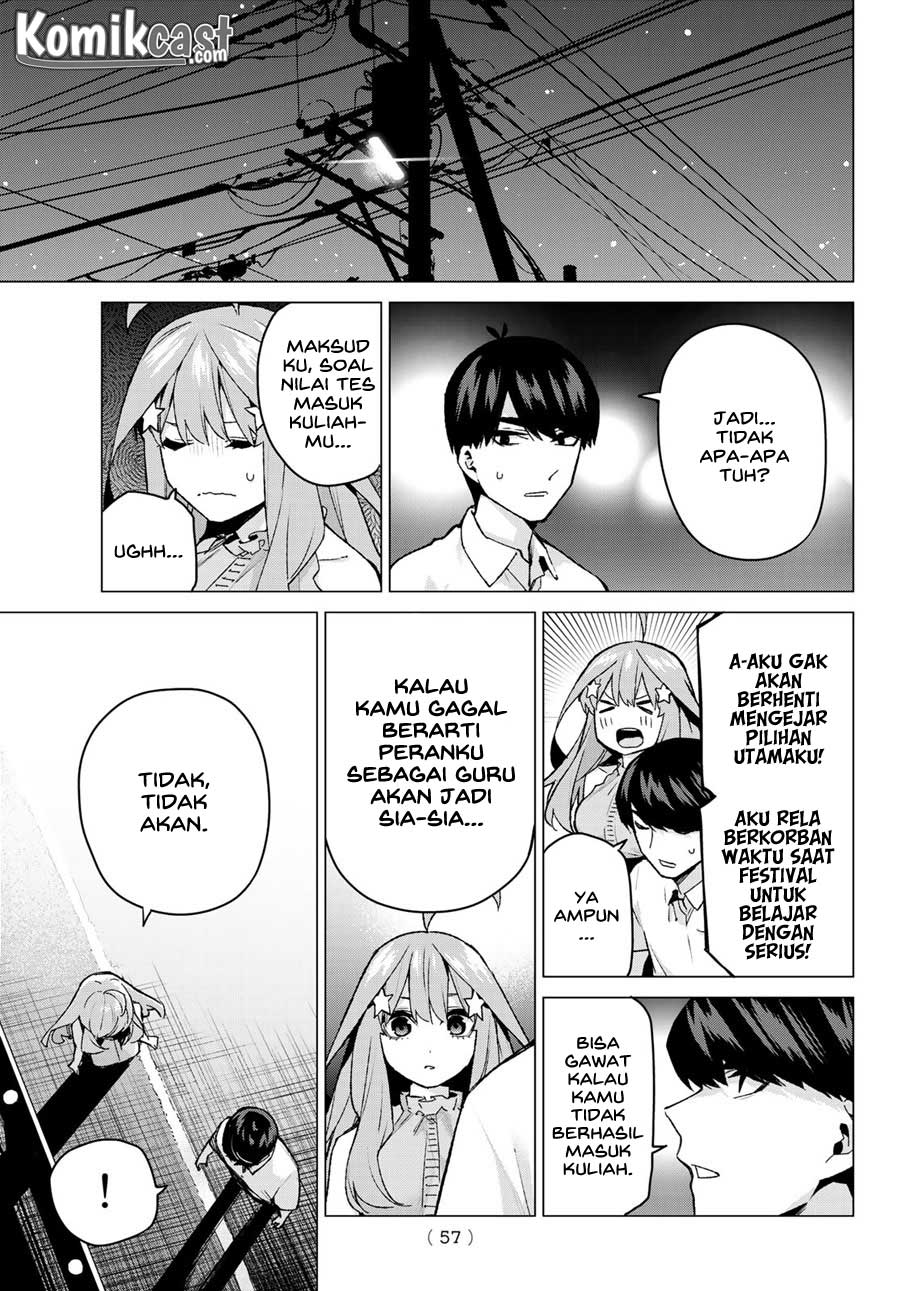 Komikcast
.com
JADI...
TIDAK
APA-APA
TUH?
MAKSUD
KU, SOAL
NILAI TES
MASUK
KULIAH-
MU...
UGHH...
A-AKU GAK
AKAN
BERHENTI
MENGEJAR
PILIHAN
UTAMAKU!
AKU RELA
BERKORBAN
WAKTU SAAT
FESTIVAL
UNTUK
BELAJAR
DENGAN
SERIUS!
YA
AMPUN
...
BISA
GAWAT
KALAU
KAMU
TIDAK
BERHASIL
MASUK
KULIAH.
KALAU
KAMU GAGAL
BERARTI
PERANKU
SEBAGAI GURU
AKAN JADI
SIA-SIA...
TIDAK,
TIDAK
AKAN.
!
( 57 )